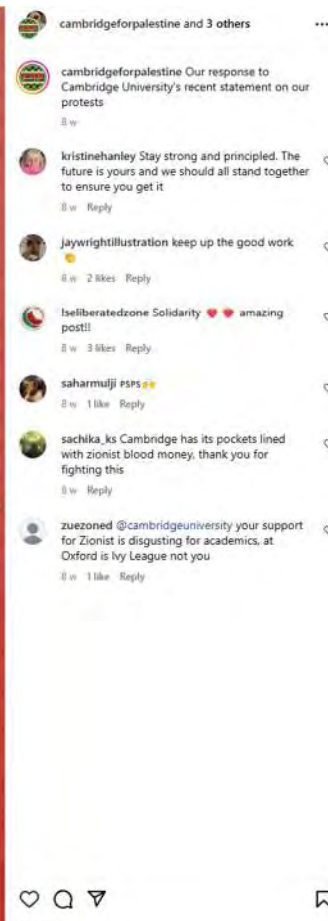 cambridgeforpalestine and 3 others
cambridgeforpalestine Our response to
Cambridge University's recent statement on our
protests
8 w
kristinehanley Stay strong and principled. The
future is yours and we should all stand together
to ensure you get it
8 w Reply
jaywrightillustration keep up the good work
👏
8 w 2 likes Reply
lseliberatedzone Solidarity ❤️ ❤️ amazing
post!!
8 w 3 likes Reply
saharmulji PSPS🙌
8 w 1 like Reply
sachika_ks Cambridge has its pockets lined
with zionist blood money, thank you for
fighting this
8 w Reply
zuezoned @cambridgeuniversity your support
for Zionist is disgusting for academics, at
Oxford is Ivy League not you
8 w 1 like Reply